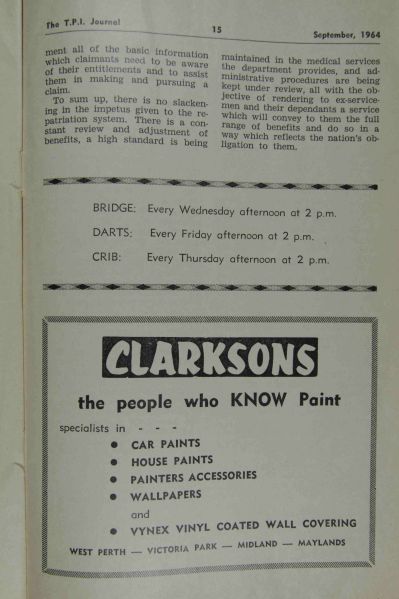 The T.P.I. Journal
15
September, 1964
ment all of the basic information
which claimants need to be aware
of their entitlements and to assist
them in making and pursuing a
claim.
To sum up, there is no slacken-
ing in the impetus given to the re-
patriation system. There is a con-
stant review and adjustment of
benefits, a high standard is being
maintained in the medical services
the department provides, and ad-
ministrative procedures are being
kept under review, all with the ob-
jective of rendering to ex-service-
men and their dependants a service
which will convey to them the full
range of benefits and do so in a
way which reflects the nation's ob-
ligation to them.
BRIDGE: Every Wednesday afternoon at 2 p.m.
DARTS: Every Friday afternoon at 2 p.m.
CRIB: Every Thursday afternoon at 2 p.m.
CLARKSONS
the people who KNOW Paint
specialists in - - -
● CAR PAINTS
● HOUSE PAINTS
● PAINTERS ACCESSORIES
● WALLPAPERS
and
● VYNEX VINYL COATED WALL COVERING
WEST PERTH — VICTORIA PARK — MIDLAND — MAYLANDS